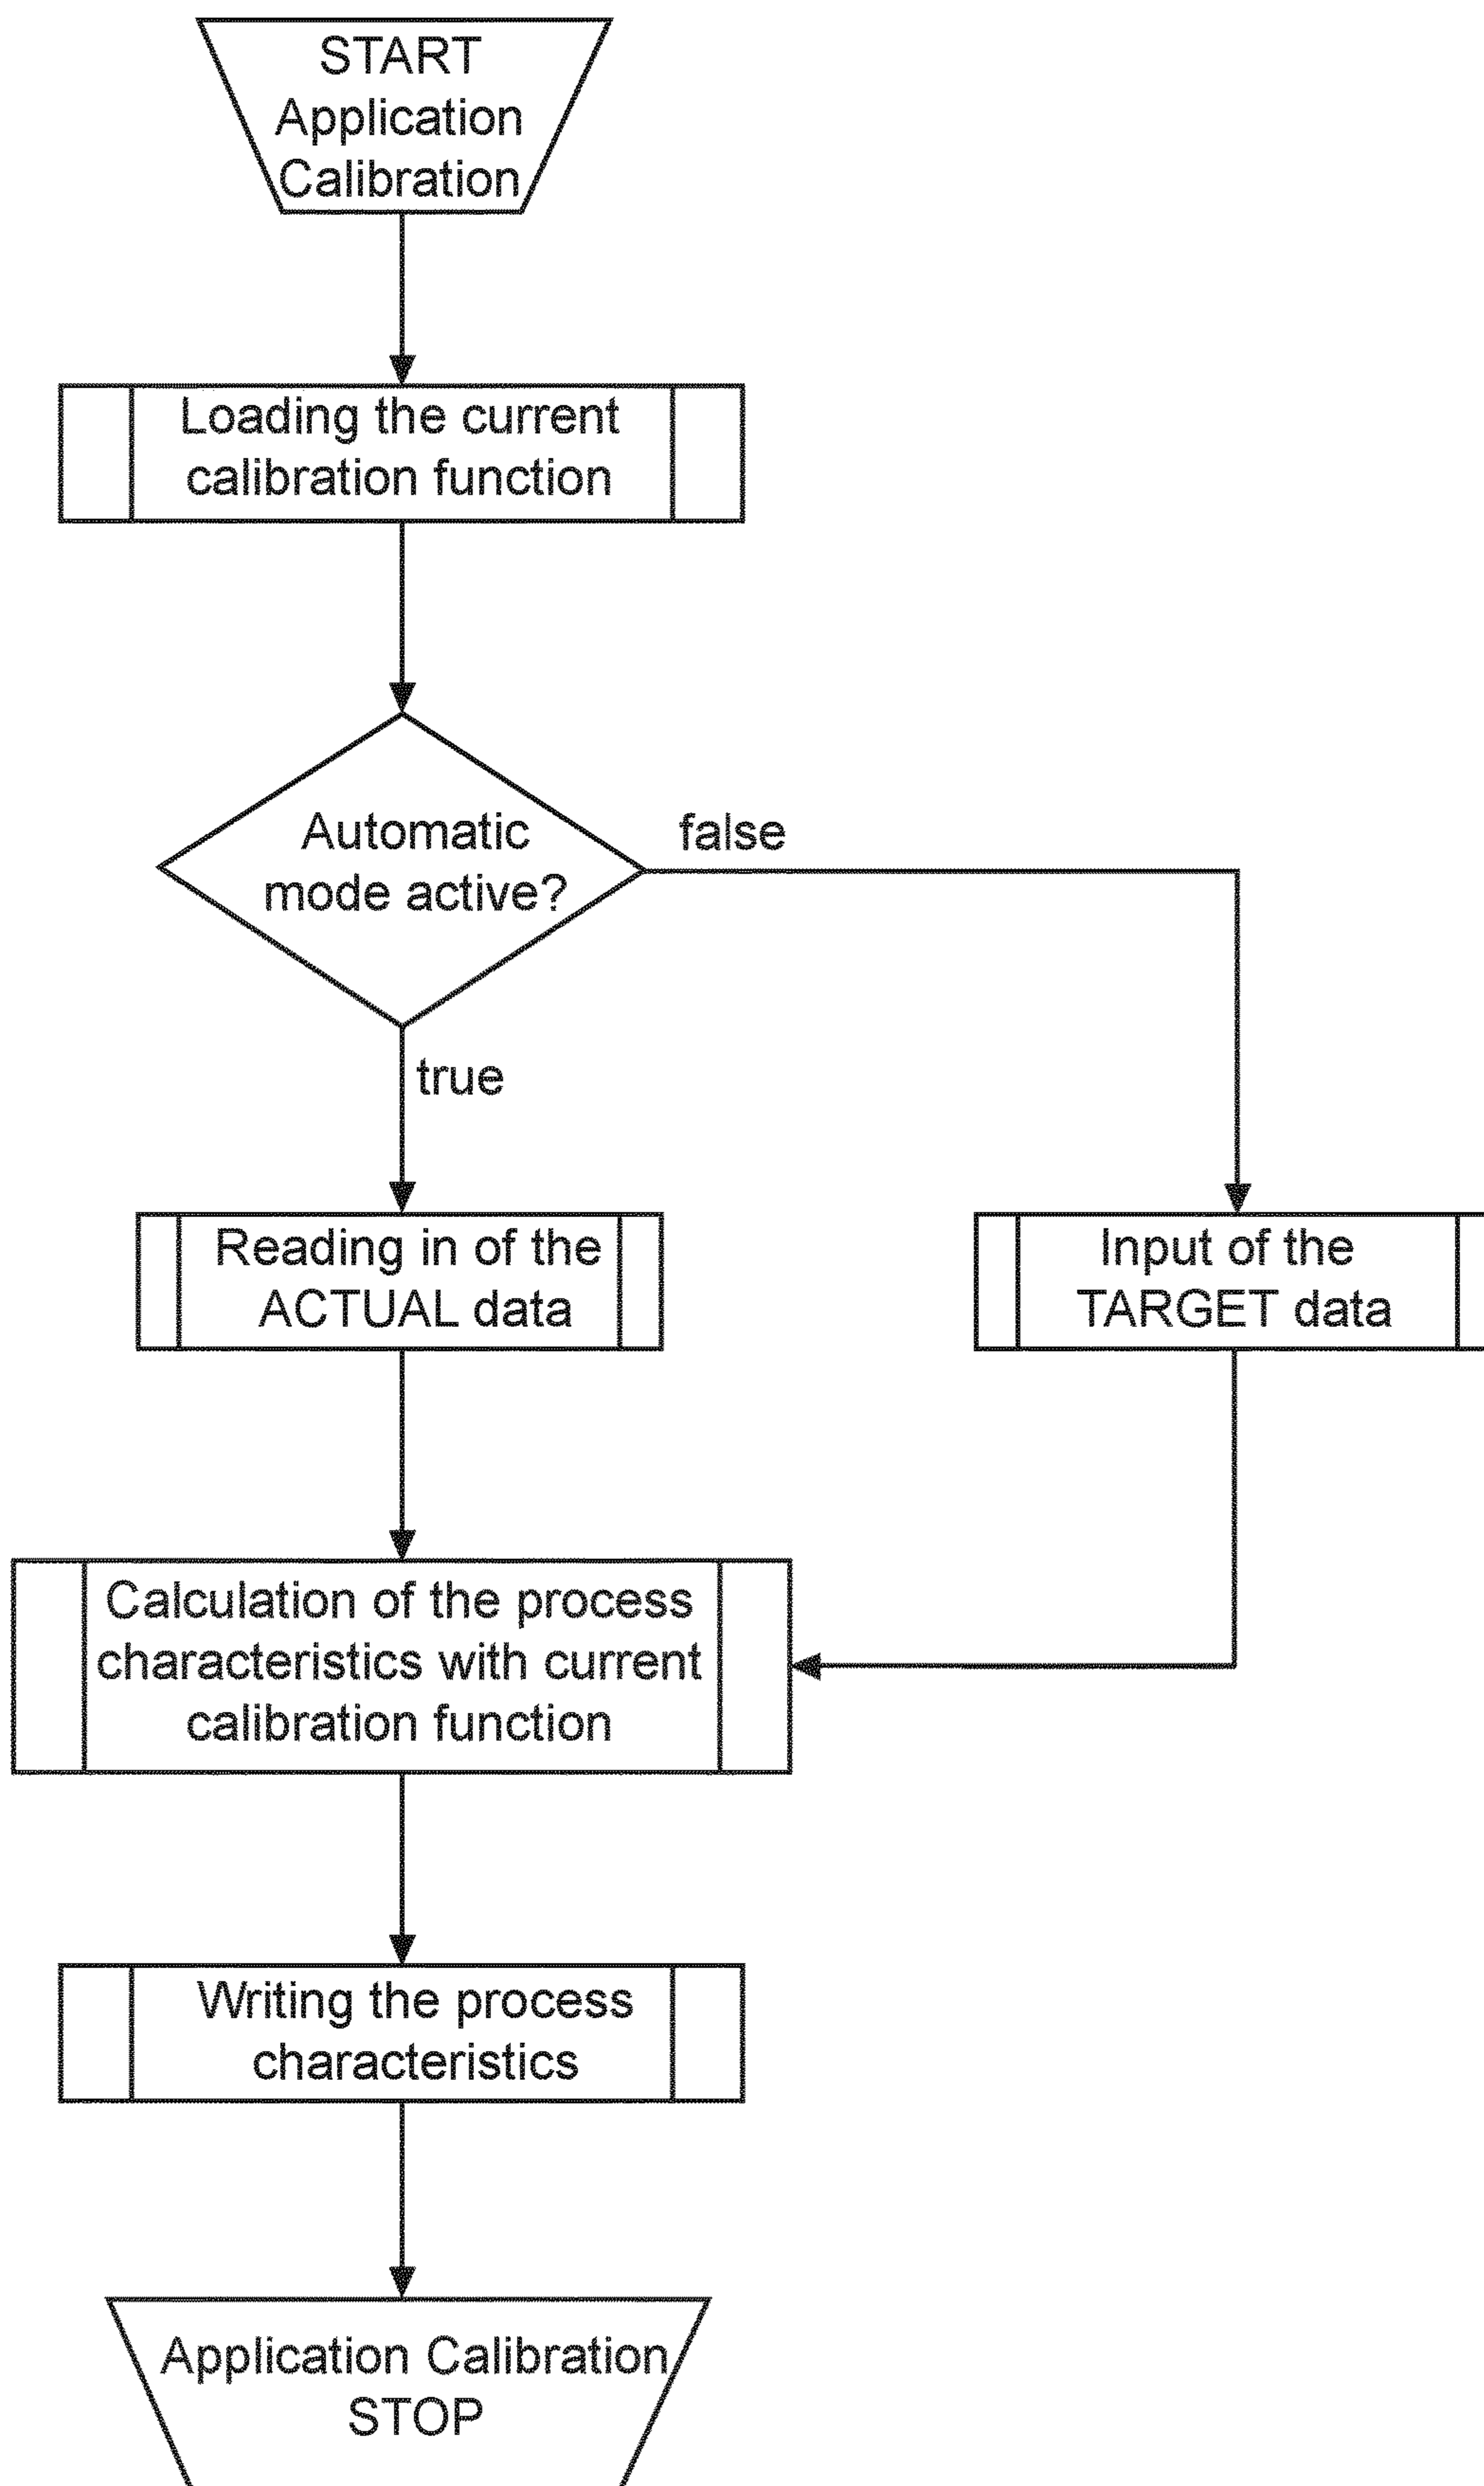 START
Application
Calibration
Loading the current
calibration function
Automatic
mode active?
false
true
Reading in of the
ACTUAL data
Input of the
TARGET data
Calculation of the process
characteristics with current
calibration function
Writing the process
characteristics
Application Calibration
STOP